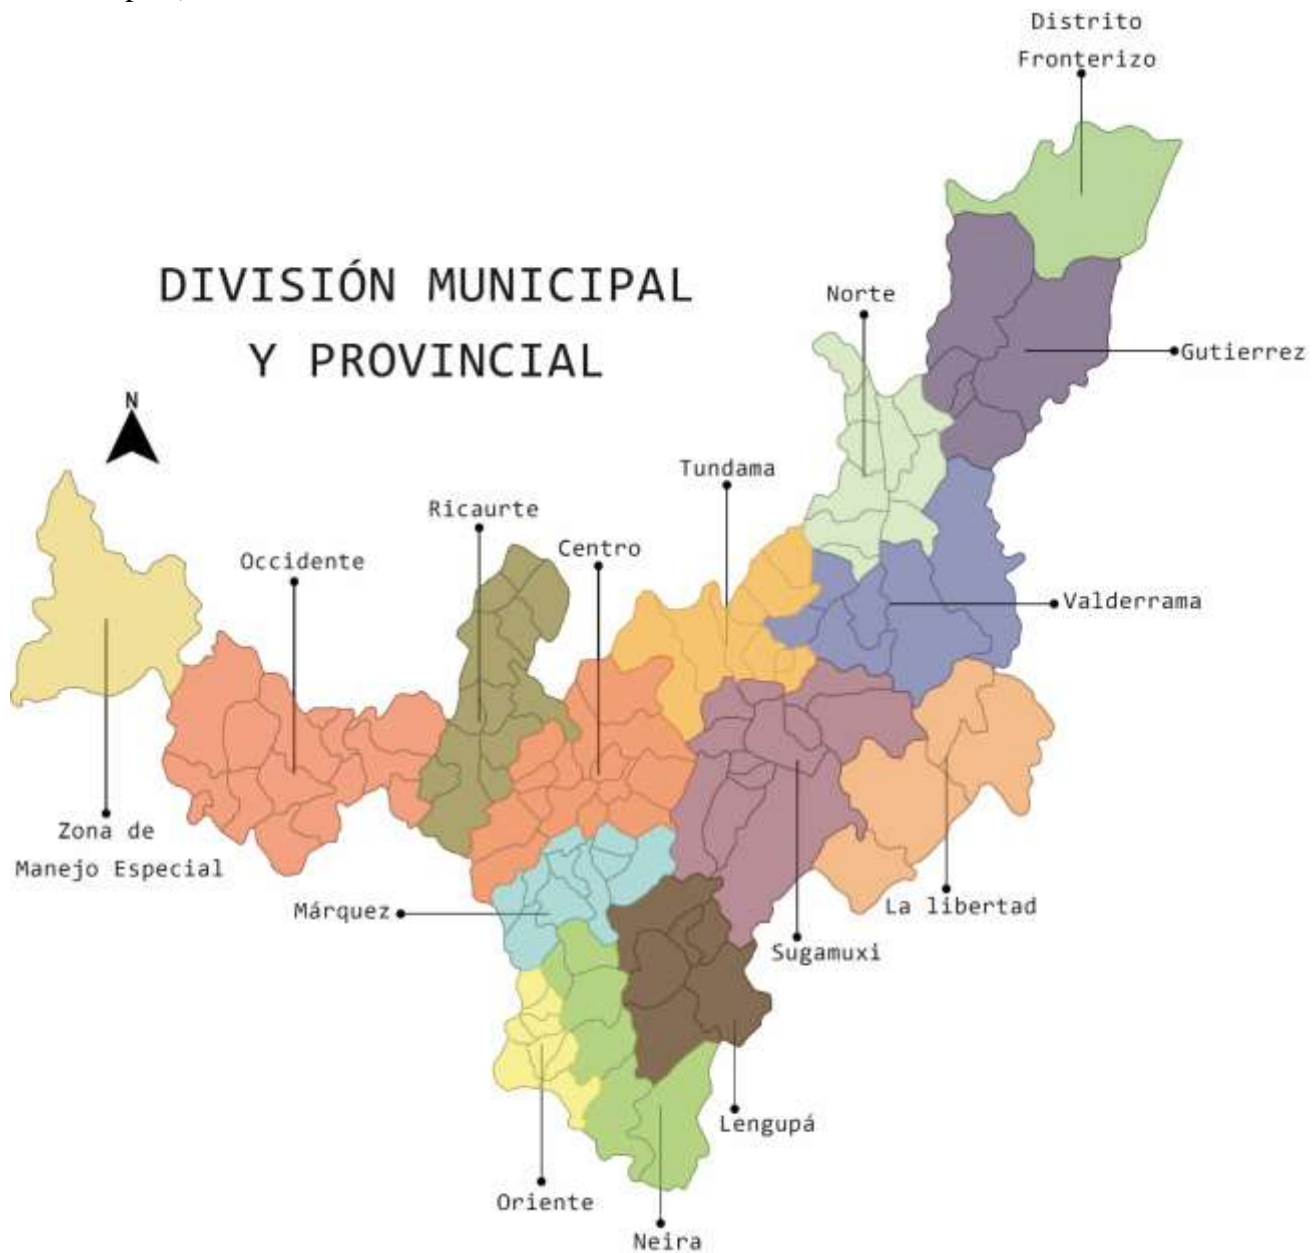 Distrito
Fronterizo
DIVISIÓN MUNICIPAL
Y PROVINCIAL
Norte
Gutierrez
N
Tundama
Ricaurte
Centro
Occidente
Valderrama
Zona de
Manejo Especial
Márquez
La libertad
Sugamuxi
Lengupá
Oriente
Neira